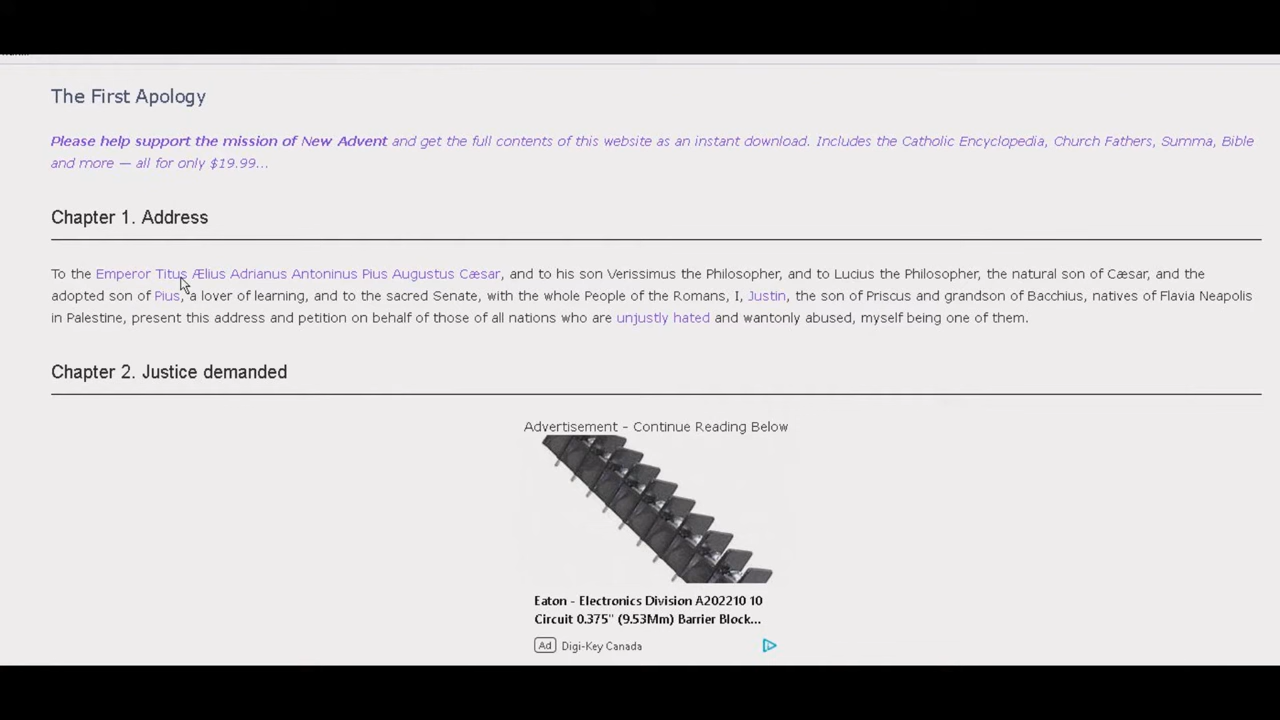 The First Apology
Please help support the mission of New Advent and get the full contents of this website as an instant download. Includes the Catholic Encyclopedia, Church Fathers, Summa, Bible
and more — all for only $19.99...
Chapter 1. Address
To the Emperor Titus Ælius Adrianus Antoninus Pius Augustus Cæsar, and to his son Verissimus the Philosopher, and to Lucius the Philosopher, the natural son of Cæsar, and the
adopted son of Pius, a lover of learning, and to the sacred Senate, with the whole People of the Romans, I, Justin, the son of Priscus and grandson of Bacchius, natives of Flavia Neapolis
in Palestine, present this address and petition on behalf of those of all nations who are unjustly hated and wantonly abused, myself being one of them.
Chapter 2. Justice demanded
Advertisement - Continue Reading Below
Eaton - Electronics Division A202210 10
Circuit 0.375" (9.53Mm) Barrier Block...
Ad Digi-Key Canada